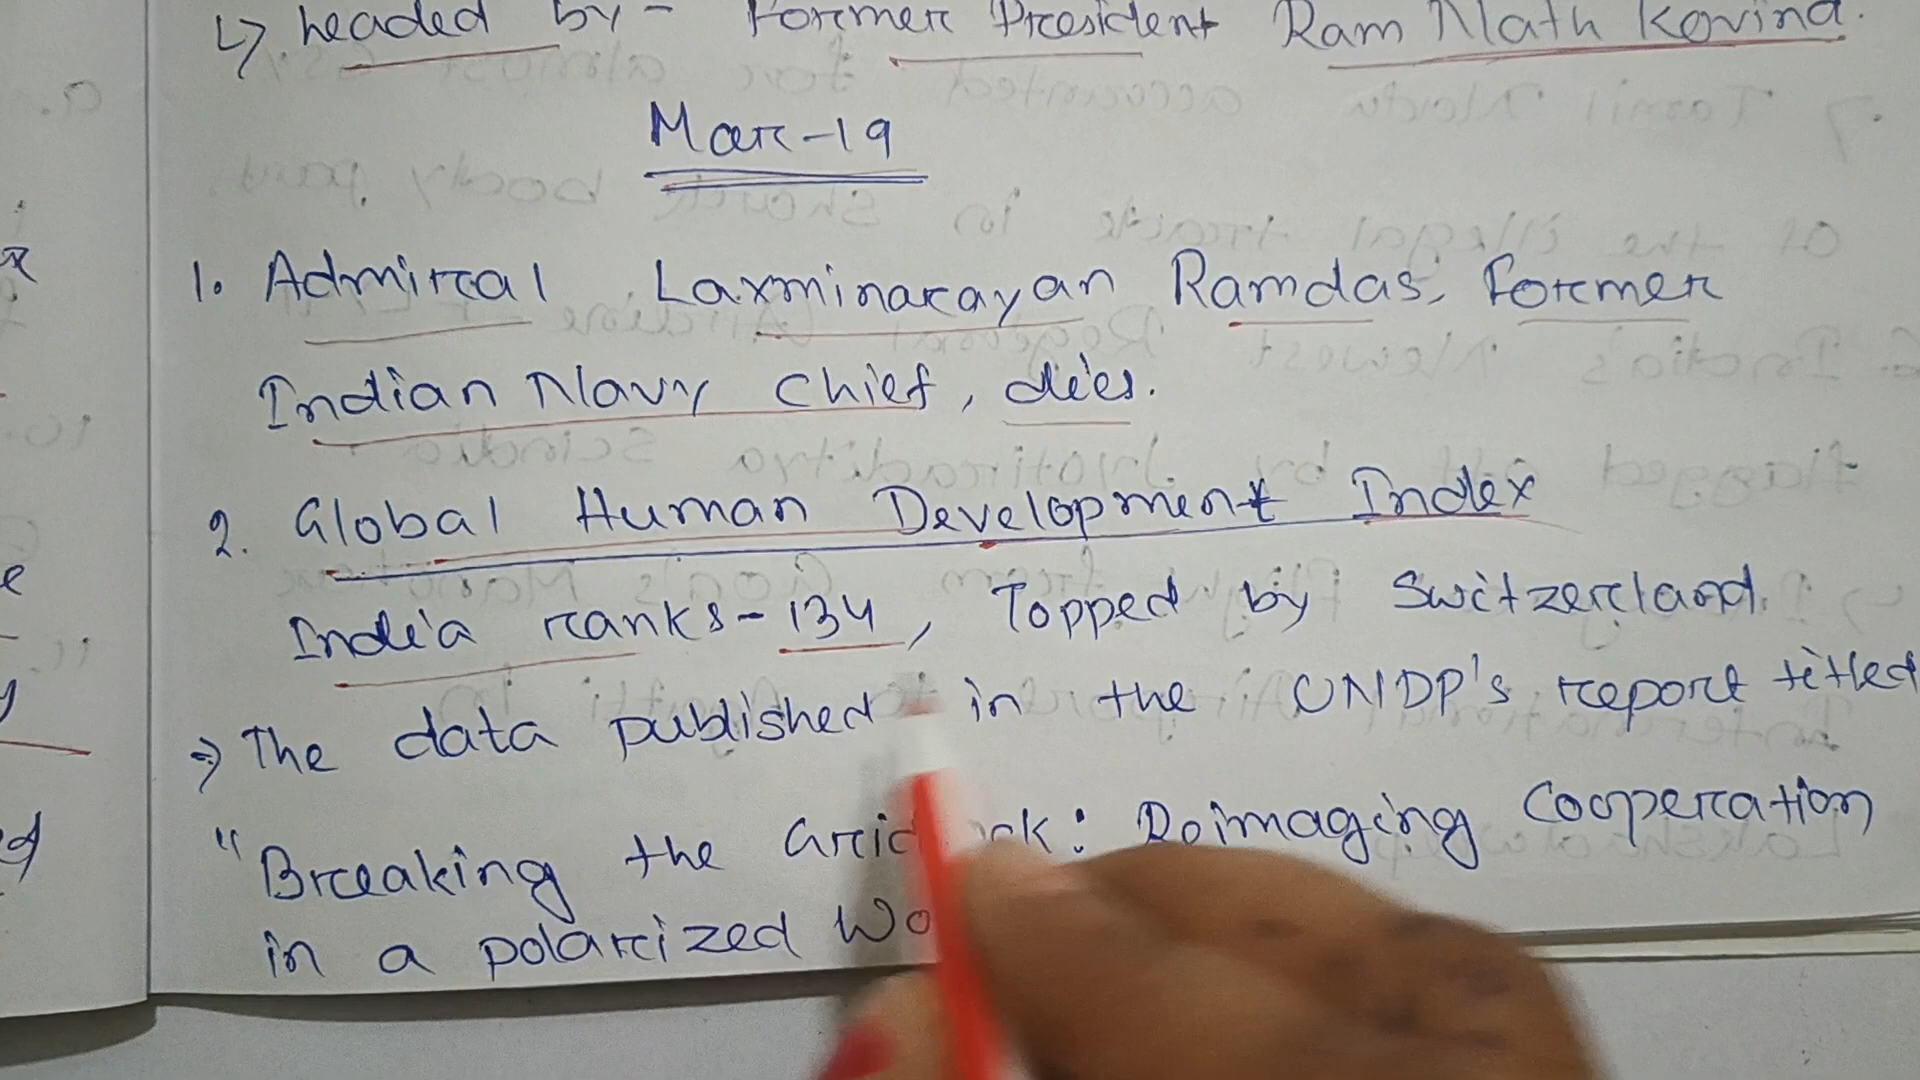 ↳ headed by - Former President Ram Nath Kovind.
Mar-19
1. Admiral Laxminarayan Ramdas, Former
Indian Navy Chief, dies.
2. Global Human Development Index
India ranks - 134, Topped by Switzerland.
⇒ The data published in the UNDP's report titled
"Breaking the Reimaging Cooperation
in a polarized